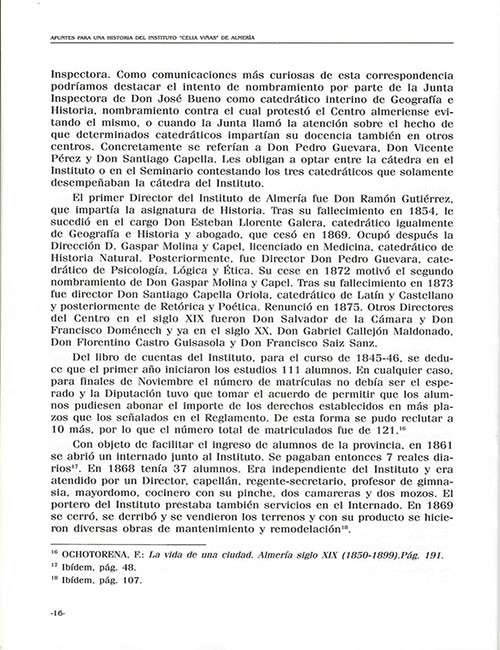 APUNTES PARA UNA HISTORIA DEL INSTITUTO "CELIA VIÑAS" DE ALMERÍA
Inspectora. Como comunicaciones más curiosas de esta correspondencia
podríamos destacar el intento de nombramiento por parte de la Junta
Inspectora de Don José Bueno como catedrático interino de Geografía e
Historia, nombramiento contra el cual protestó el Centro almeriense evi-
tando el mismo, o cuando la Junta llamó la atención sobre el hecho de
que determinados catedráticos impartían su docencia también en otros
centros. Concretamente se referían a Don Pedro Guevara, Don Vicente
Pérez y Don Santiago Capella. Les obligan a optar entre la cátedra en el
Instituto o en el Seminario contestando los tres catedráticos que solamente
desempeñaban la cátedra del Instituto.
El primer Director del Instituto de Almería fue Don Ramón Gutiérrez,
que impartía la asignatura de Historia. Tras su fallecimiento en 1854, le
sucedió en el cargo Don Esteban Llorente Galera, catedrático igualmente
de Geografía e Historia y abogado, que cesó en 1869. Ocupó después la
Dirección D. Gaspar Molina y Capel, licenciado en Medicina, catedrático de
Historia Natural. Posteriormente, fue Director Don Pedro Guevara, cate-
drático de Psicología, Lógica y Ética. Su cese en 1872 motivó el segundo
nombramiento de Don Gaspar Molina y Capel. Tras su fallecimiento en 1873
fue director Don Santiago Capella Oriola, catedrático de Latín y Castellano
y posteriormente de Retórica y Poética. Renunció en 1875. Otros Directores
del Centro en el siglo XIX fueron Don Salvador de la Cámara y Don
Francisco Doménech y ya en el siglo XX, Don Gabriel Callejón Maldonado,
Don Florentino Castro Guisasola y Don Francisco Saiz Sanz.
Del libro de cuentas del Instituto, para el curso de 1845-46, se dedu-
ce que el primer año iniciaron los estudios 111 alumnos. En cualquier caso,
para finales de Noviembre el número de matrículas no debía ser el espe-
rado y la Diputación tuvo que tomar el acuerdo de permitir que los alum-
nos pudiesen abonar el importe de los derechos establecidos en más pla-
zos que los señalados en el Reglamento. De esta forma se pudo reclutar a
10 más, por lo que el número total de matriculados fue de 121.¹⁶
Con objeto de facilitar el ingreso de alumnos de la provincia, en 1861
se abrió un internado junto al Instituto. Se pagaban entonces 7 reales dia-
rios¹⁷. En 1868 tenía 37 alumnos. Era independiente del Instituto y era
atendido por un Director, capellán, regente-secretario, profesor de gimna-
sia, mayordomo, cocinero con su pinche, dos camareras y dos mozos. El
portero del Instituto prestaba también servicios en el Internado. En 1869
se cerró, se derribó y se vendieron los terrenos y con su producto se hicie-
ron diversas obras de mantenimiento y remodelación¹⁸.
¹⁶ OCHOTORENA, F.: La vida de una ciudad. Almería siglo XIX (1850-1899).Pág. 191.
¹⁷ Ibídem, pág. 48.
¹⁸ Ibídem, pág. 107.
-16-